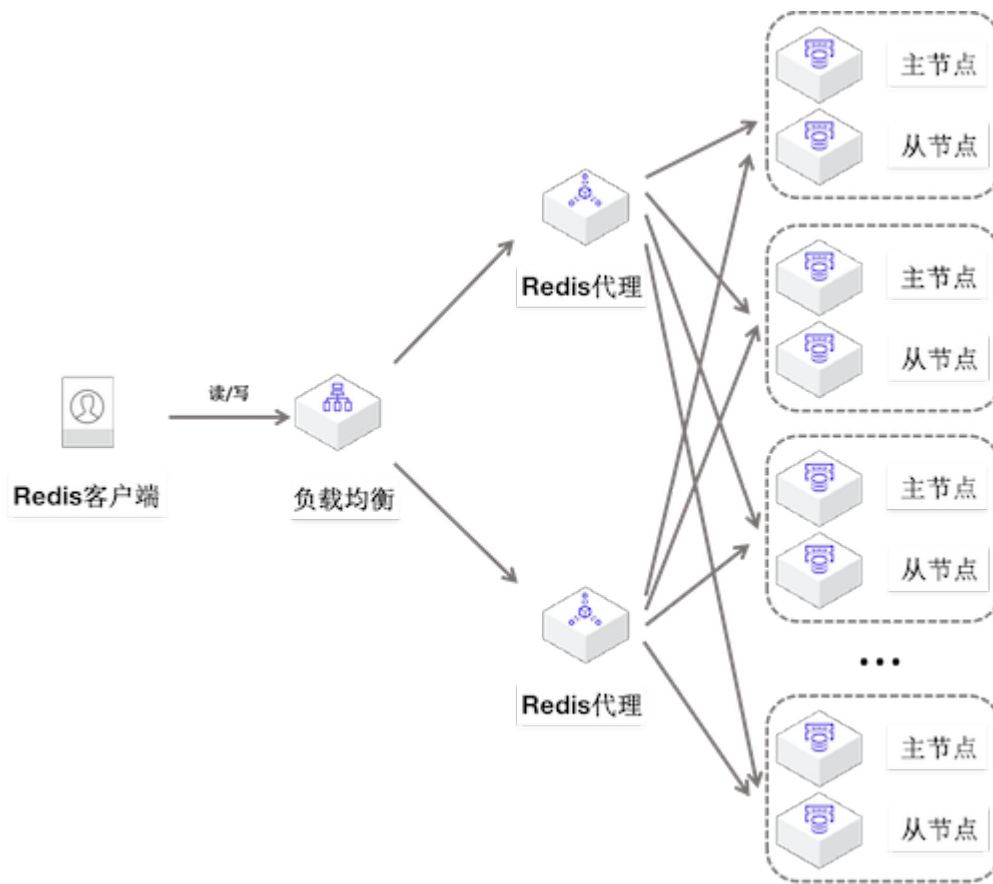 主节点
从节点
Redis代理
主节点
从节点
读/写
Redis客户端
负载均衡
主节点
从节点
Redis代理
•••
主节点
从节点